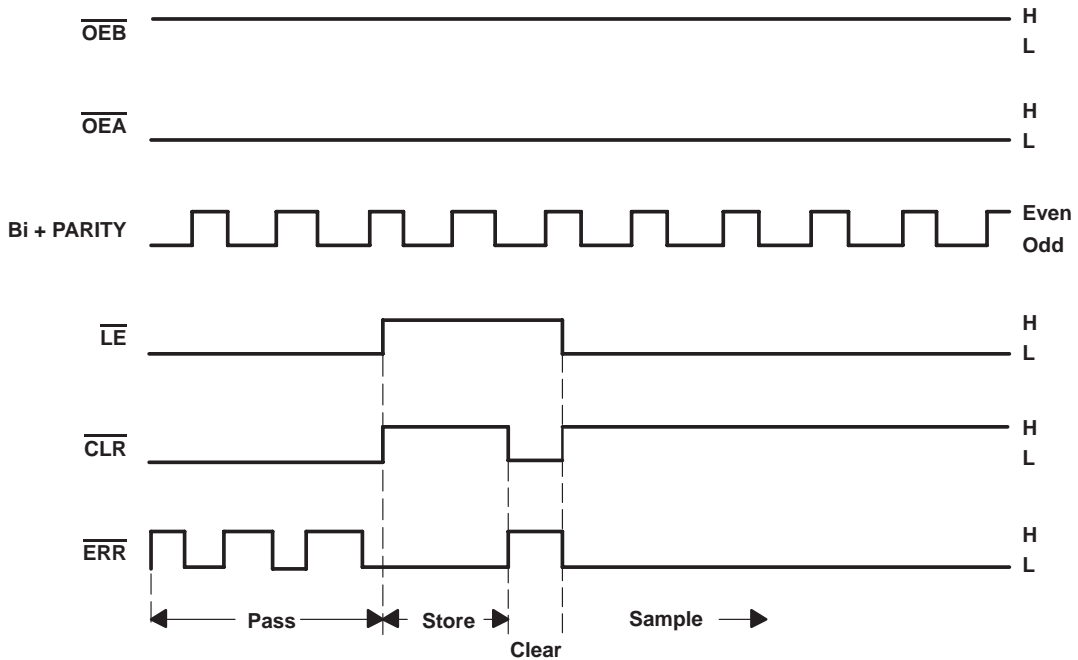 OEB
H
L
OEA
H
L
Bi + PARITY
Even
Odd
LE
H
L
CLR
H
L
ERR
H
L
Pass
Store
Sample
Clear